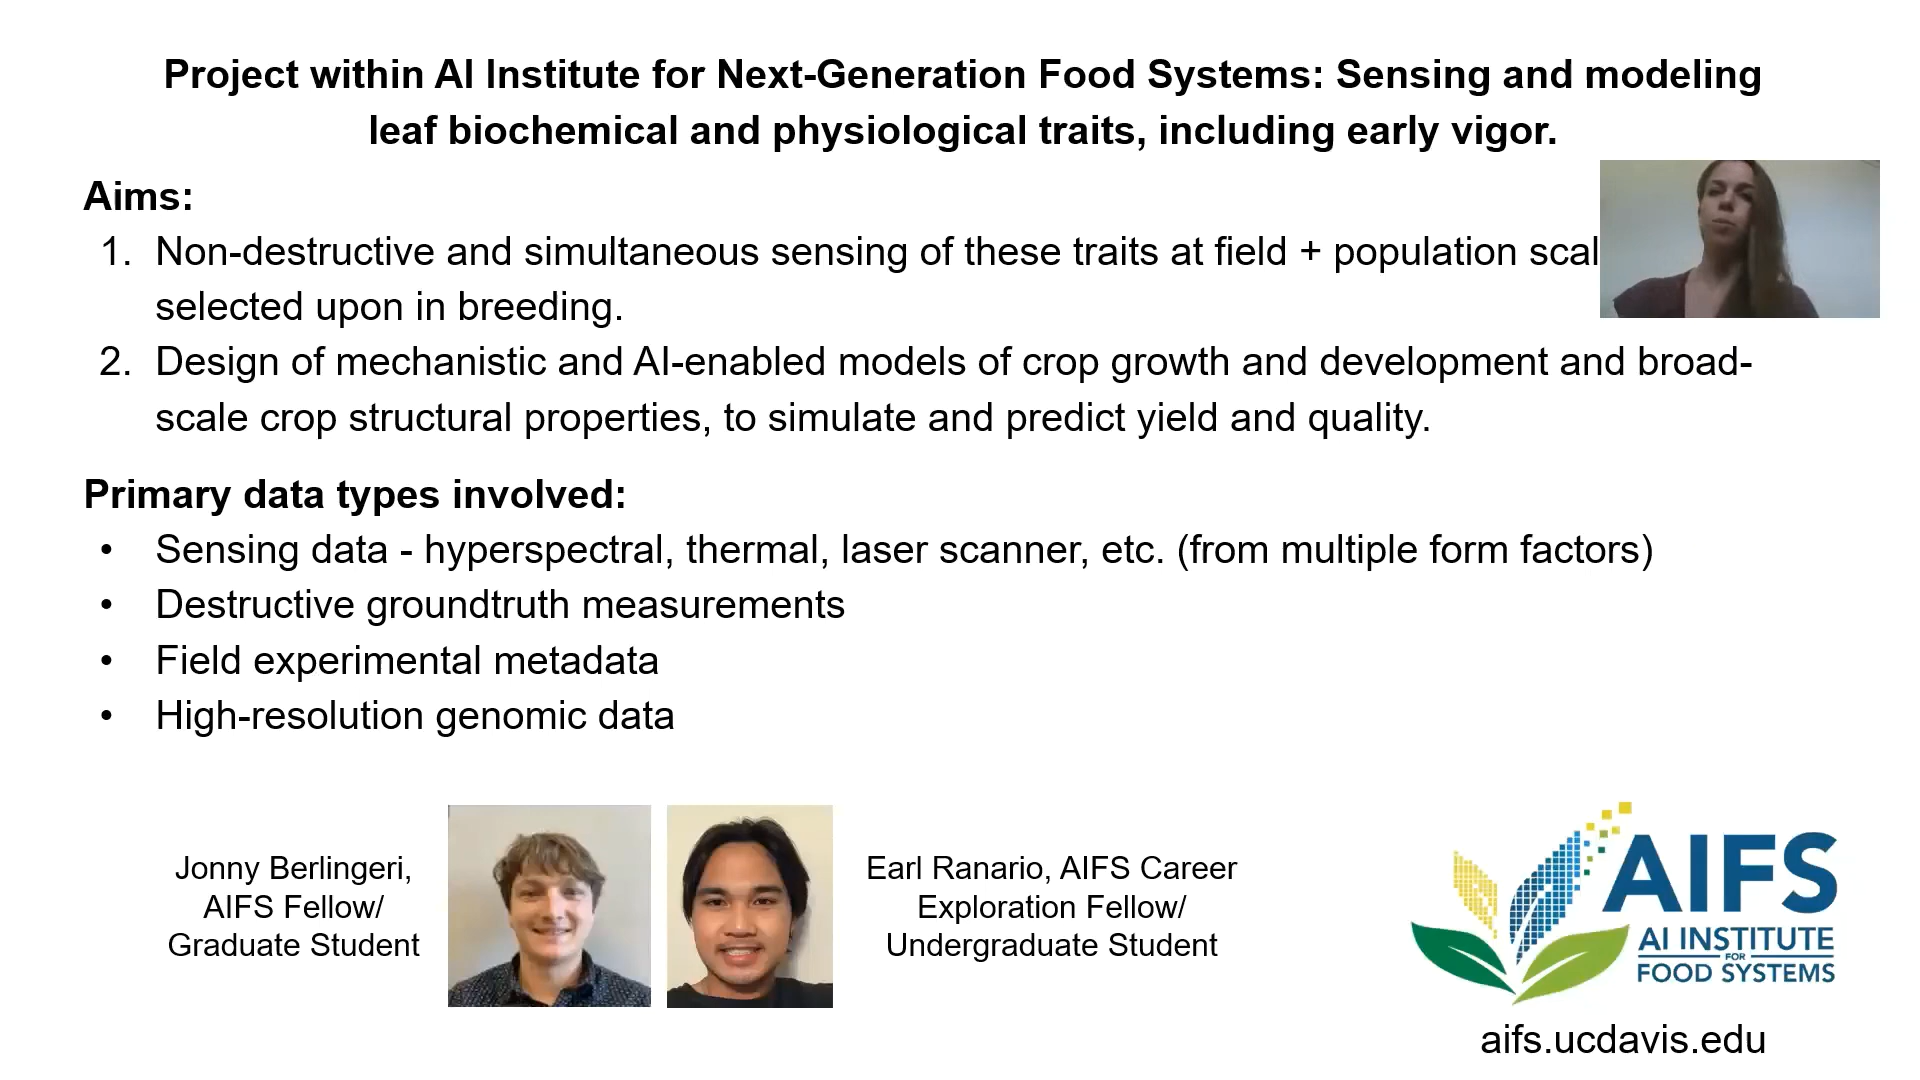 Project within AI Institute for Next-Generation Food Systems: Sensing and modeling
leaf biochemical and physiological traits, including early vigor.
Aims:
1. Non-destructive and simultaneous sensing of these traits at field + population scal
selected upon in breeding.
2. Design of mechanistic and AI-enabled models of crop growth and development and broad-
scale crop structural properties, to simulate and predict yield and quality.
Primary data types involved:
• Sensing data - hyperspectral, thermal, laser scanner, etc. (from multiple form factors)
• Destructive groundtruth measurements
• Field experimental metadata
• High-resolution genomic data
Jonny Berlingeri,
AIFS Fellow/
Graduate Student
Earl Ranario, AIFS Career
Exploration Fellow/
Undergraduate Student
AIFS
AI INSTITUTE
FOR
FOOD SYSTEMS
aifs.ucdavis.edu